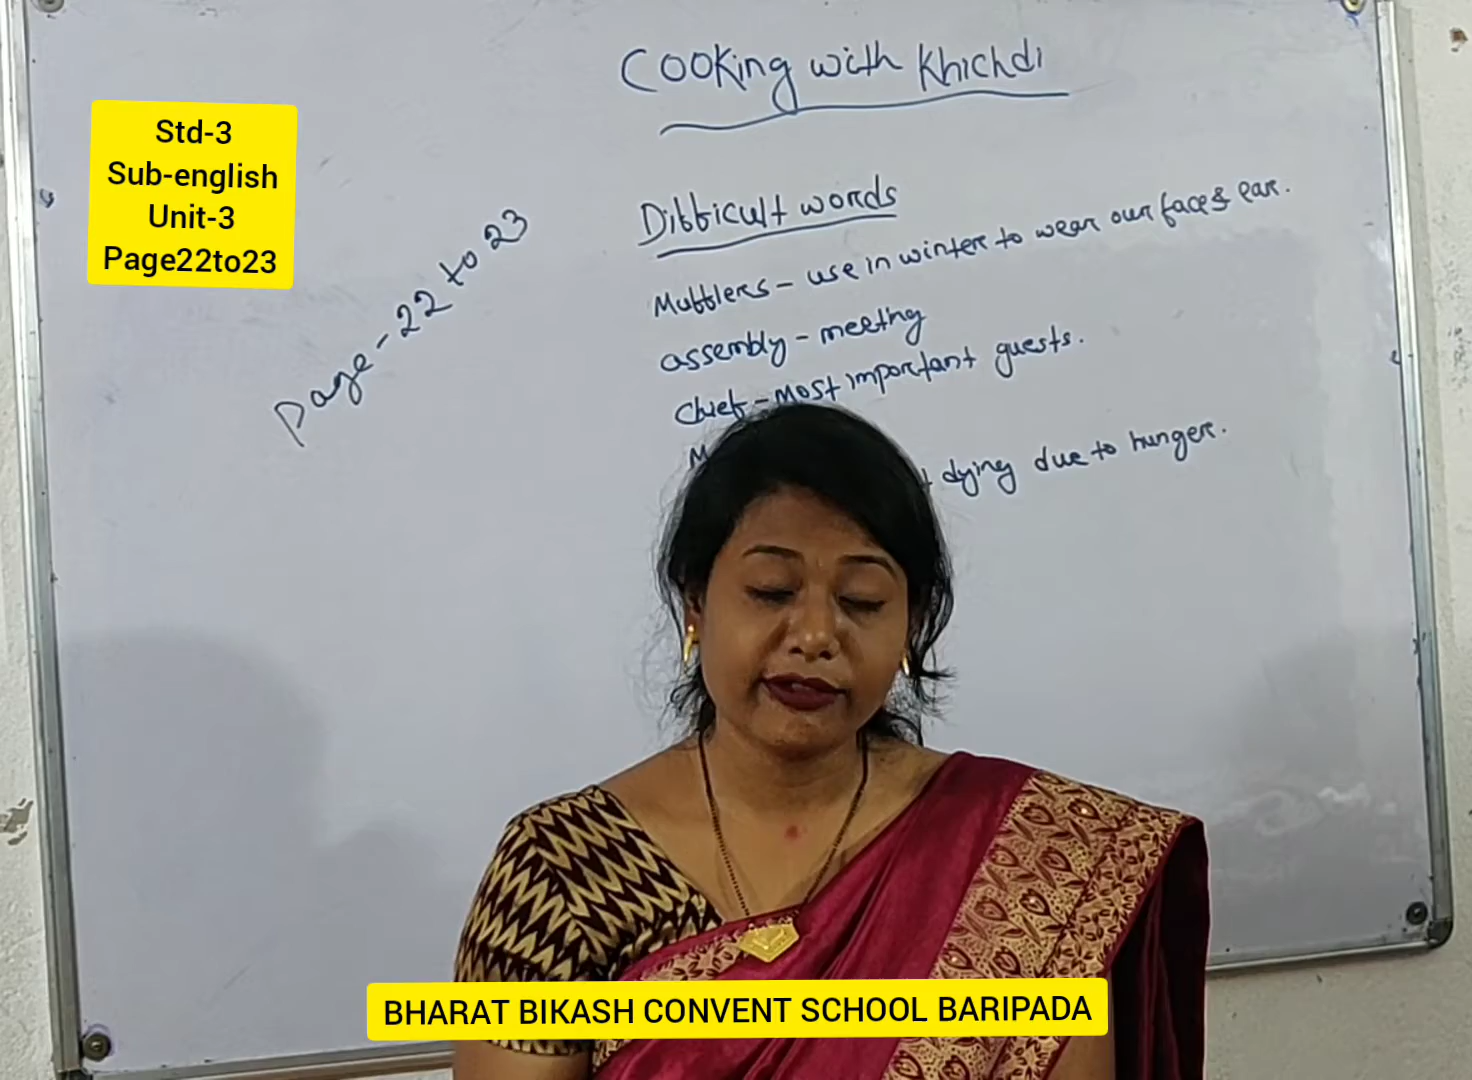 Cooking with Khichdi
Std-3
Sub-english
Unit-3
Page22to23
Page - 22 to 23
Difficult words
Mufflers - use in winter to wear our face & ear.
assembly - meeting
Chief - Most important guests.
dying due to hunger.
BHARAT BIKASH CONVENT SCHOOL BARIPADA